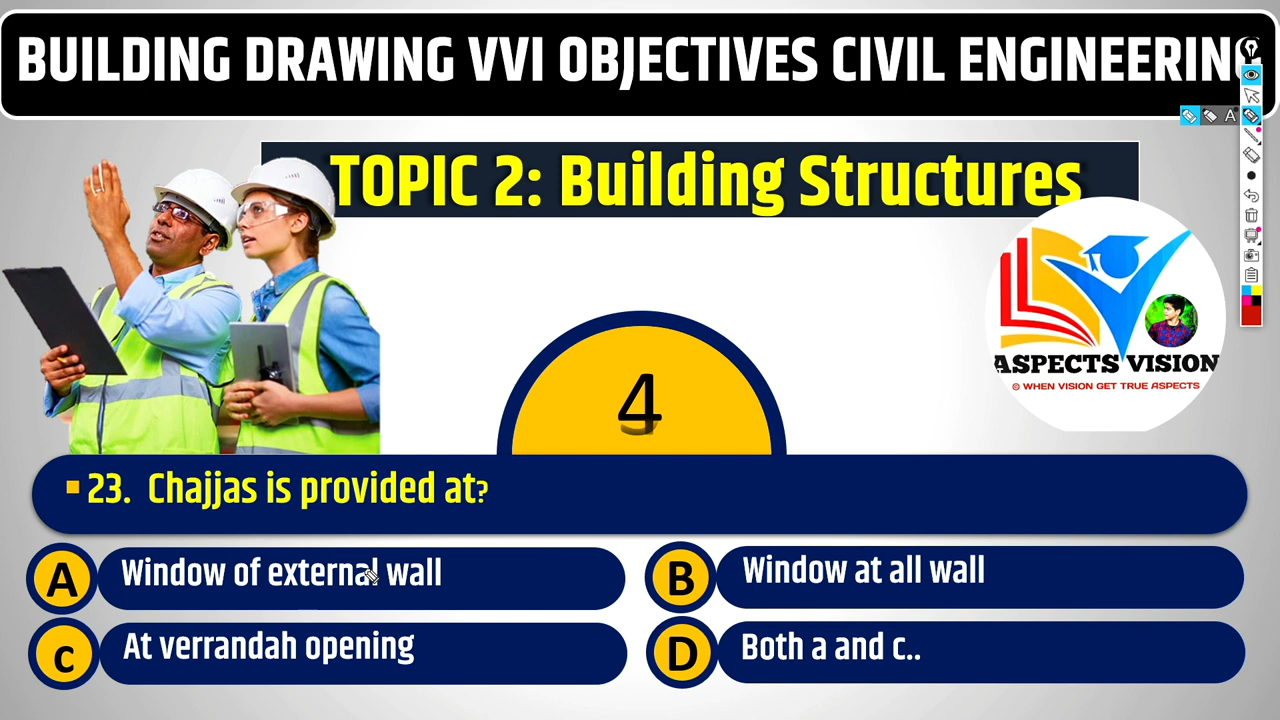 BUILDING DRAWING VVI OBJECTIVES CIVIL ENGINEERING
TOPIC 2: Building Structures
ASPECTS VISION
© WHEN VISION GET TRUE ASPECTS
4
23. Chajjas is provided at?
A Window of external wall
B Window at all wall
c At verrandah opening
D Both a and c..
A